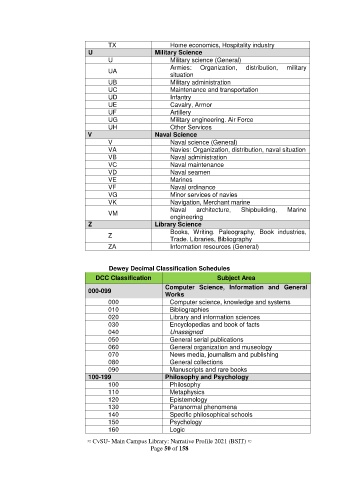 TX Home economics, Hospitality industry
U Military Science
U Military science (General)
UA Armies: Organization, distribution, military
situation
UB Military administration
UC Maintenance and transportation
UD Infantry
UE Cavalry, Armor
UF Artillery
UG Military engineering. Air Force
UH Other Services
V Naval Science
V Naval science (General)
VA Navies: Organization, distribution, naval situation
VB Naval administration
VC Naval maintenance
VD Naval seamen
VE Marines
VF Naval ordinance
VG Minor services of navies
VK Navigation, Merchant marine
VM Naval architecture, Shipbuilding, Marine
engineering
Z Library Science
Z Books, Writing. Paleography, Book industries,
Trade. Libraries, Bibliography
ZA Information resources (General)
Dewey Decimal Classification Schedules
DCC Classification Subject Area
000-099 Computer Science, Information and General
Works
000 Computer science, knowledge and systems
010 Bibliographies
020 Library and information sciences
030 Encyclopedias and book of facts
040 Unassigned
050 General serial publications
060 General organization and museology
070 News media, journalism and publishing
080 General collections
090 Manuscripts and rare books
100-199 Philosophy and Psychology
100 Philosophy
110 Metaphysics
120 Epistemology
130 Paranormal phenomena
140 Specific philosophical schools
150 Psychology
160 Logic
≈ CvSU- Main Campus Library: Narrative Profile 2021 (BSIT) ≈
Page 50 of 158